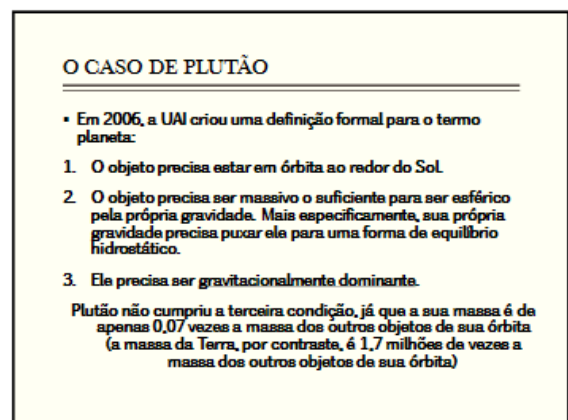 O CASO DE PLUTÃO
▪ Em 2006, a UAI criou uma definição formal para o termo
planeta:
1. O objeto precisa estar em órbita ao redor do Sol.
2. O objeto precisa ser massivo o suficiente para ser esférico
pela própria gravidade. Mais especificamente, sua própria
gravidade precisa puxar ele para uma forma de equilíbrio
hidrostático.
3. Ele precisa ser gravitacionalmente dominante.
Plutão não cumpriu a terceira condição, já que a sua massa é de
apenas 0,07 vezes a massa dos outros objetos de sua órbita
(a massa da Terra, por contraste, é 1,7 milhões de vezes a
massa dos outros objetos de sua órbita)